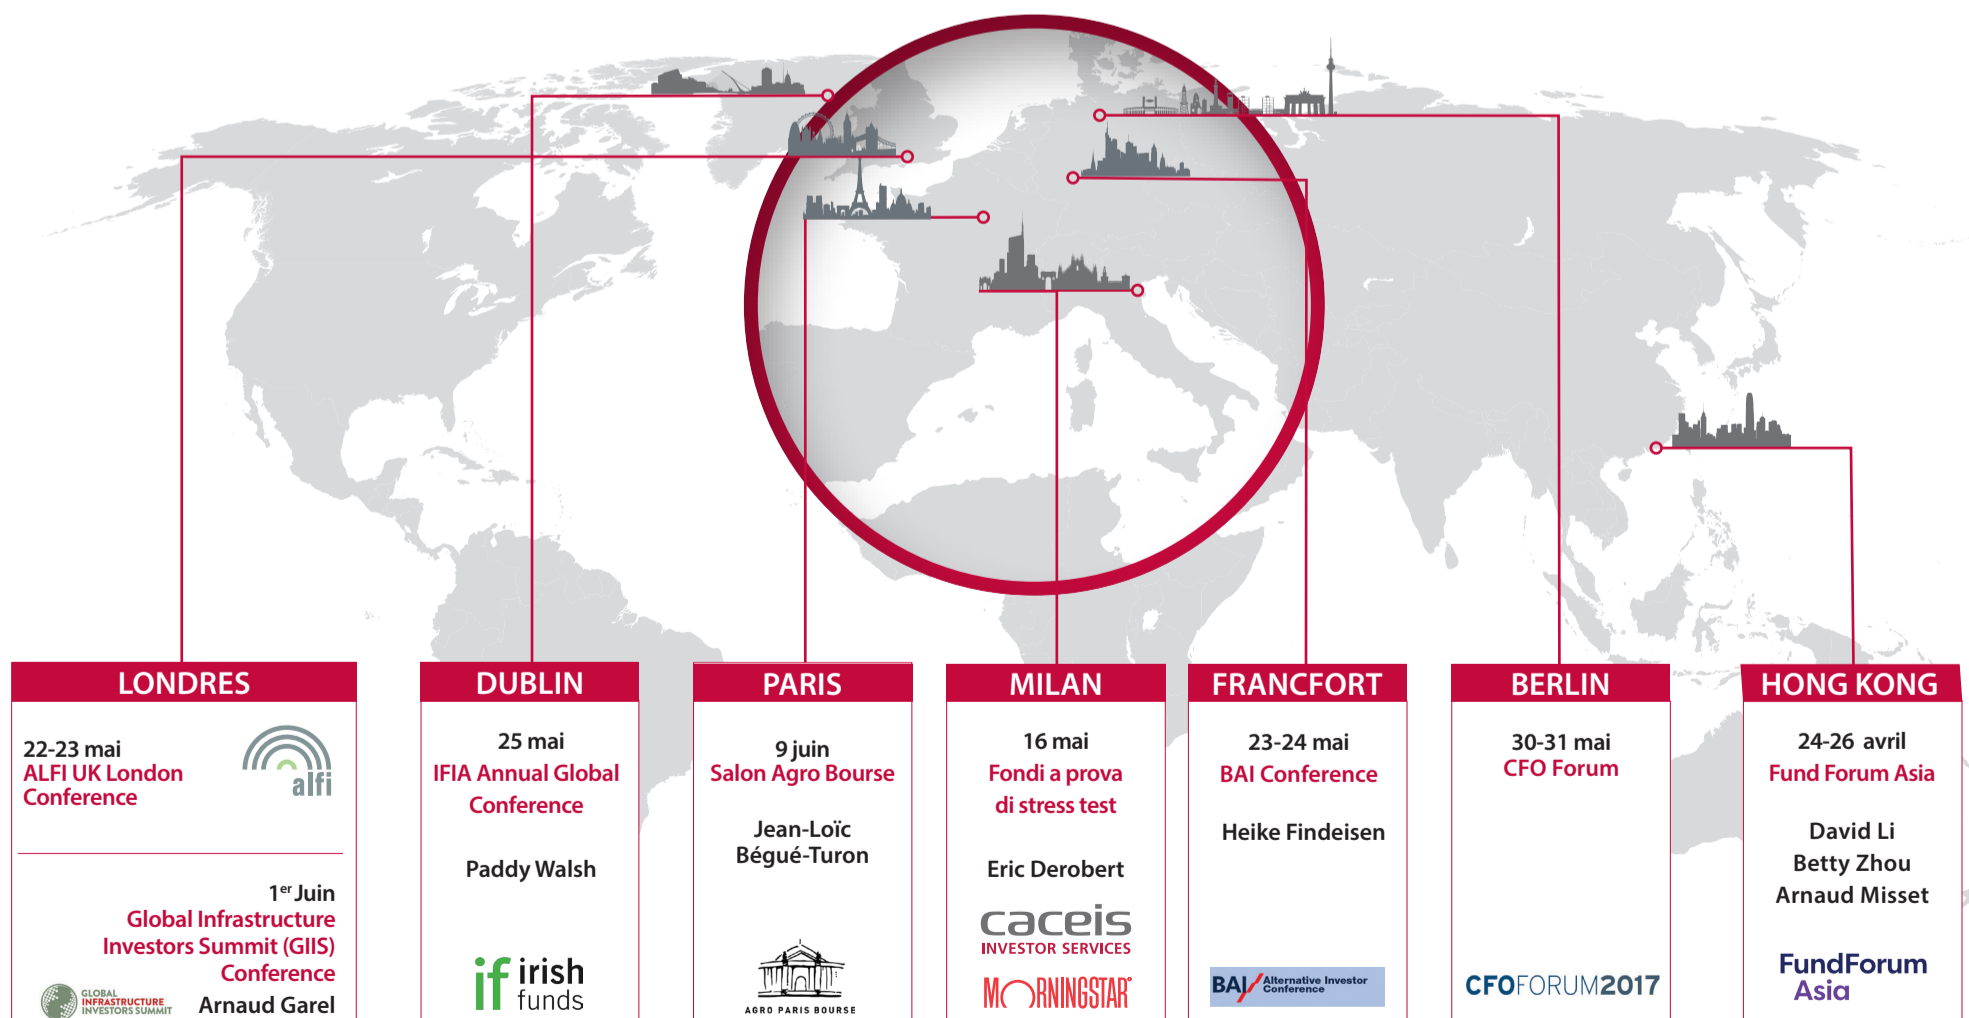 LONDRES
22-23 mai
ALFI UK London
Conference
alfi
1er Juin
Global Infrastructure
Investors Summit (GIIS)
Conference
Arnaud Garel
GLOBAL
INFRASTRUCTURE
INVESTORS SUMMIT
DUBLIN
25 mai
IFIA Annual Global
Conference
Paddy Walsh
if irish
funds
PARIS
9 juin
Salon Agro Bourse
Jean-Loïc
Bégué-Turon
AGRO PARIS BOURSE
MILAN
16 mai
Fondi a prova
di stress test
Eric Derobert
caceis
INVESTOR SERVICES
MORNINGSTAR®
FRANCFORT
23-24 mai
BAI Conference
Heike Findeisen
BAI Alternative Investor
Conference
BERLIN
30-31 mai
CFO Forum
CFOFORUM2017
HONG KONG
24-26 avril
Fund Forum Asia
David Li
Betty Zhou
Arnaud Misset
FundForum
Asia